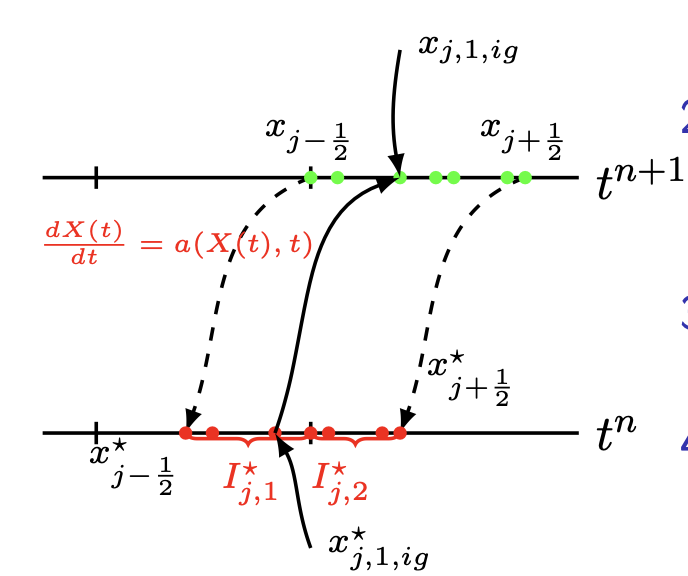 x_{j,1,ig}
x_{j-\frac{1}{2}} x_{j+\frac{1}{2}}
t^{n+1}
\frac{dX(t)}{dt} = a(X(t), t)
x^{\star}_{j+\frac{1}{2}}
t^n
x^{\star}_{j-\frac{1}{2}} I^{\star}_{j,1} I^{\star}_{j,2}
x^{\star}_{j,1,ig}